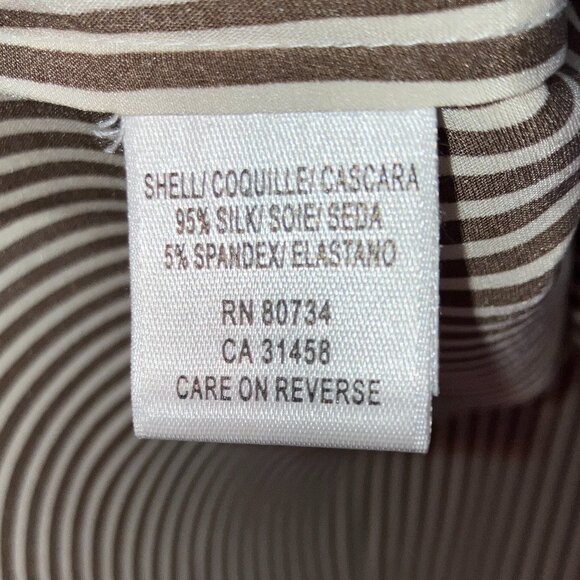 SHELL/ COQUILLE/ CASCARA
95% SILK/ SOIE/ SEDA
5% SPANDEX/ ELASTANO
RN 80734
CA 31458
CARE ON REVERSE